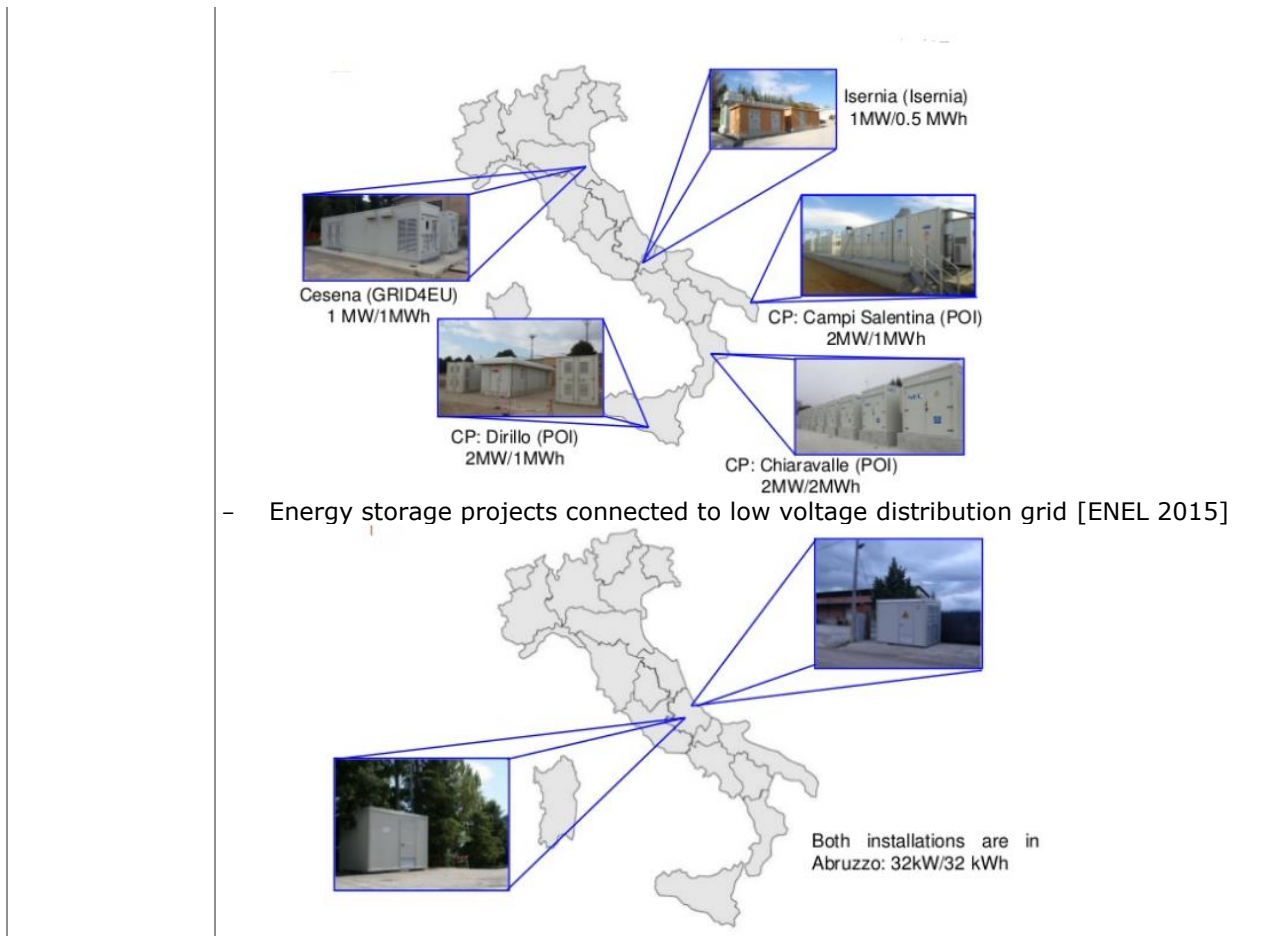 Isernia (Isernia)
1MW/0.5 MWh
Cesena (GRID4EU)
1 MW/1MWh
CP: Campi Salentina (POI)
2MW/1MWh
CP: Dirillo (POI)
2MW/1MWh
NEC
CP: Chiaravalle (POI)
2MW/2MWh
– Energy storage projects connected to low voltage distribution grid [ENEL 2015]
Both installations are in
Abruzzo: 32kW/32 kWh